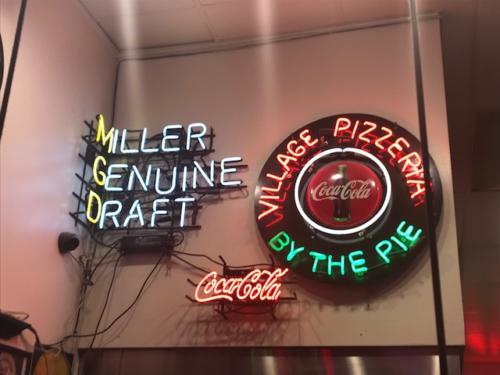 MILLER
GENUINE
DRAFT
VILLAGE PIZZERIA
Coca-Cola
BY THE PIE
Coca-Cola